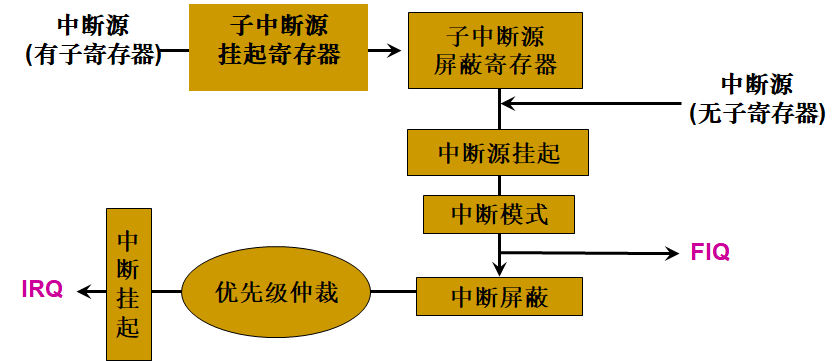 中断源
(有子寄存器)
子中断源
挂起寄存器
子中断源
屏蔽寄存器
中断源
(无子寄存器)
中断源挂起
中断模式
FIQ
中断屏蔽
优先级仲裁
中断挂起
IRQ